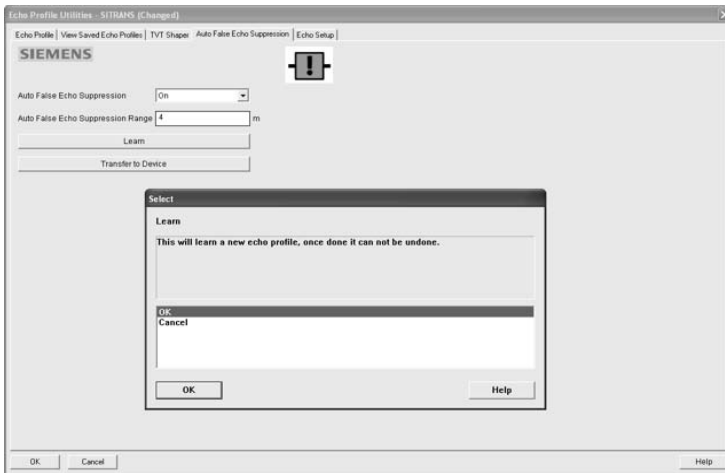 Echo Profile Utilities - SITRANS (Changed)
Echo Profile View Saved Echo Profiles TVT Shaper Auto False Echo Suppression Echo Setup
SIEMENS
Auto False Echo Suppression On
Auto False Echo Suppression Range 4 m
Learn
Transfer to Device
Select
Learn
This will learn a new echo profile, once done it can not be undone.
OK
Cancel
OK Help
OK Cancel Help